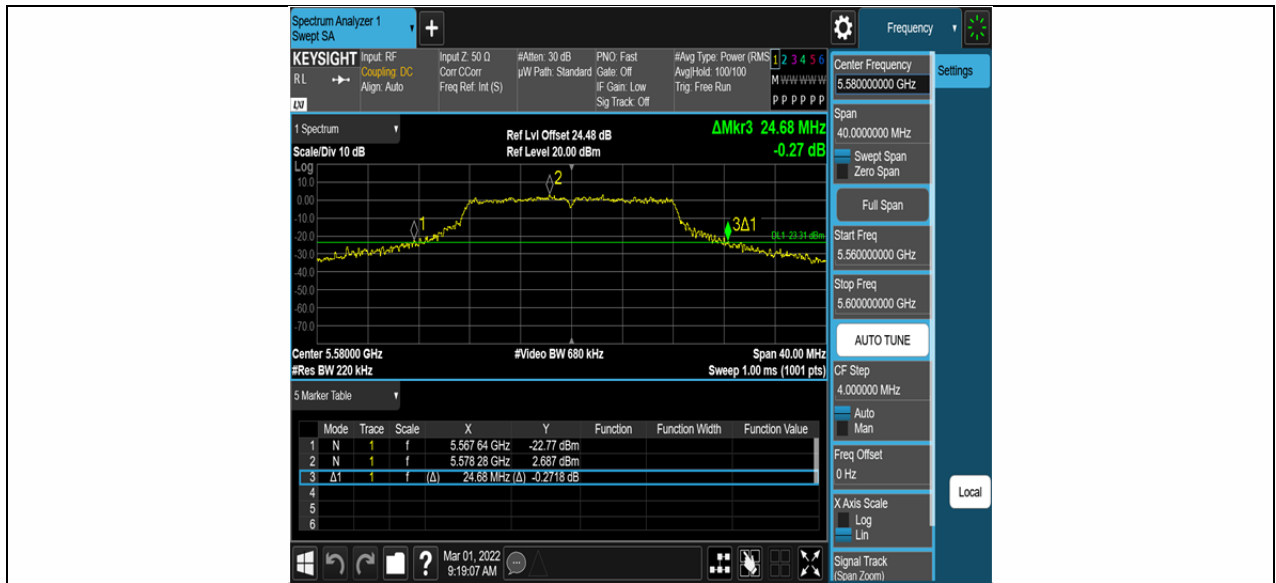 Spectrum Analyzer 1
Swept SA
+
Frequency
KEYSIGHT
RL
LXI
Input: RF
Coupling: DC
Align: Auto
Input Z: 50 Ω
Corr CCorr
Freq Ref: Int (S)
#Atten: 30 dB
µW Path: Standard
PNO: Fast
Gate: Off
IF Gain: Low
Sig Track: Off
#Avg Type: Power (RMS
Avg|Hold: 100/100
Trig: Free Run
1 2 3 4 5 6
M W W W W W
P P P P P P
1 Spectrum
Scale/Div 10 dB
Ref Lvl Offset 24.48 dB
Ref Level 20.00 dBm
ΔMkr3 24.68 MHz
-0.27 dB
Log
10.0
0.00
-10.0
-20.0
-30.0
-40.0
-50.0
-60.0
-70.0
1
2
3Δ1
DL1 -23.31 dBm
Center 5.58000 GHz
#Res BW 220 kHz
#Video BW 680 kHz
Span 40.00 MHz
Sweep 1.00 ms (1001 pts)
5 Marker Table
Mode Trace Scale X Y Function Function Width Function Value
1 N 1 f 5.567 64 GHz -22.77 dBm
2 N 1 f 5.578 28 GHz 2.687 dBm
3 Δ1 1 f (Δ) 24.68 MHz (Δ) -0.2718 dB
4
5
6
?
Mar 01, 2022
9:19:07 AM
Center Frequency
5.580000000 GHz
Settings
Span
40.0000000 MHz
Swept Span
Zero Span
Full Span
Start Freq
5.560000000 GHz
Stop Freq
5.600000000 GHz
AUTO TUNE
CF Step
4.000000 MHz
Auto
Man
Freq Offset
0 Hz
Local
X Axis Scale
Log
Lin
Signal Track
(Span Zoom)